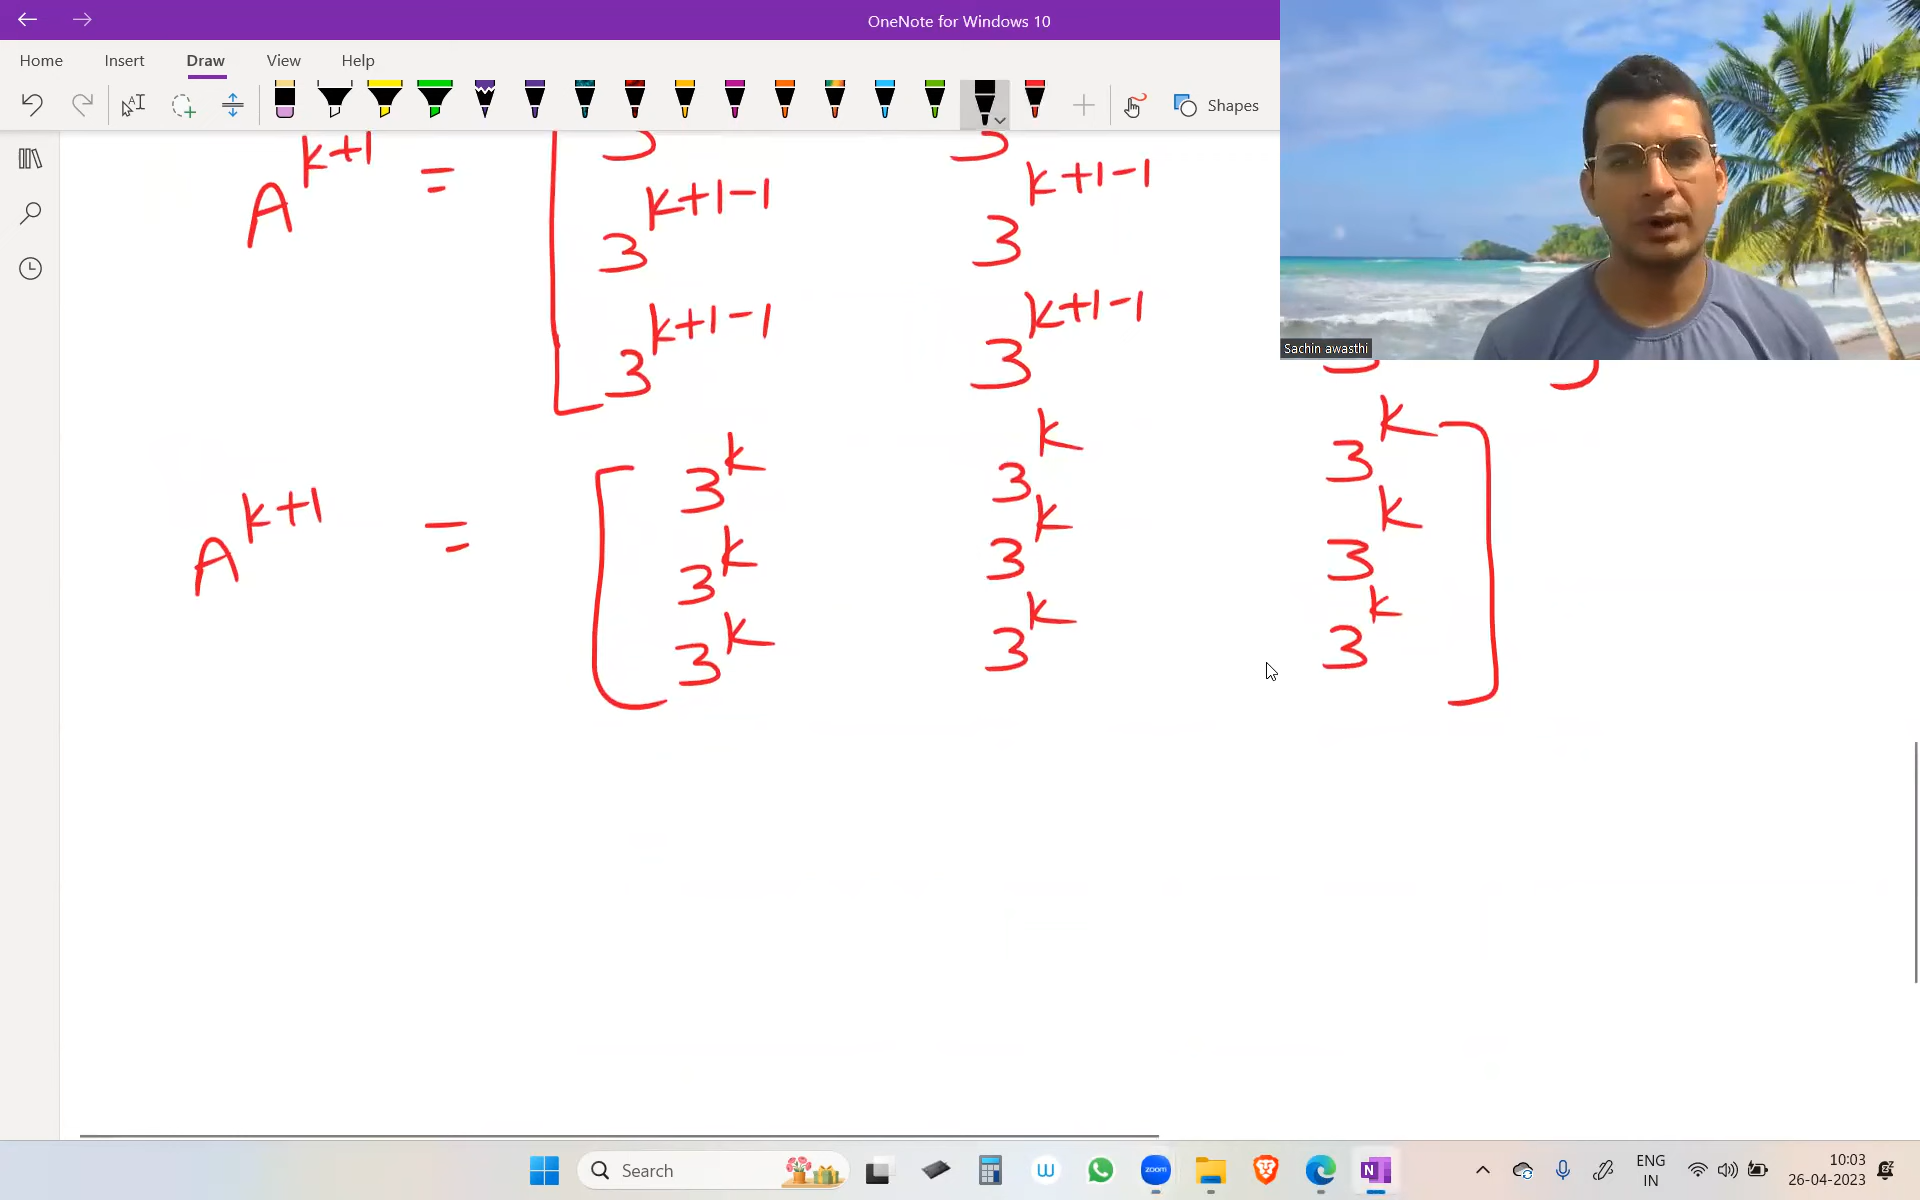 OneNote for Windows 10
Home Insert Draw View Help
Shapes
A^{k+1} =
3^{k+1-1} 3^{k+1-1}
3^{k+1-1} 3^{k+1-1}
Sachin awasthi
A^{k+1} = [ 3^k 3^k 3^k
3^k 3^k 3^k
3^k 3^k 3^k ]
Search
zoom
N
ENG
IN
10:03
26-04-2023